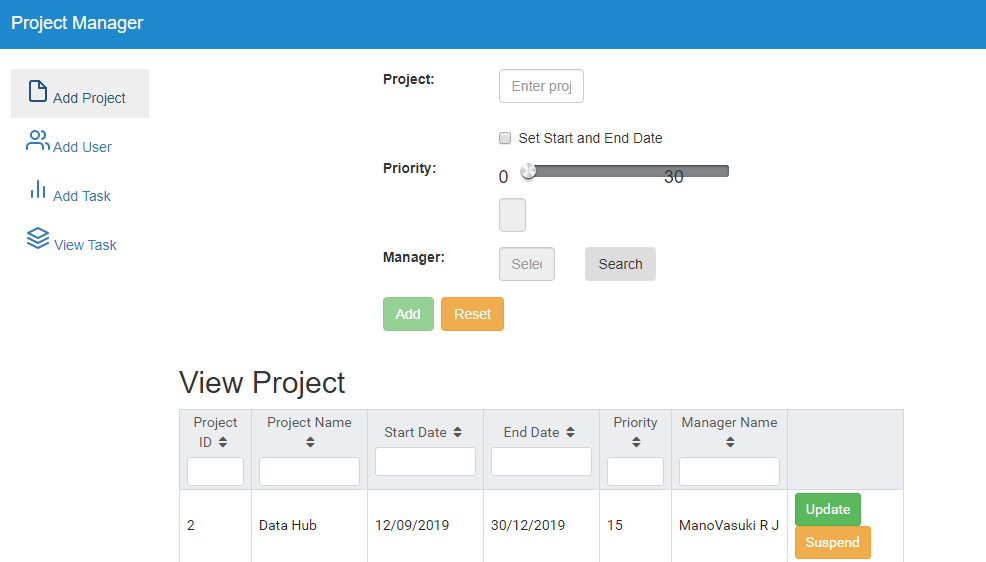 Project Manager
Add Project
Add User
Add Task
View Task
Project:
Enter proj
Set Start and End Date
Priority:
0 30
Manager:
Selec
Search
Add Reset
View Project
Project ID
Project Name
Start Date
End Date
Priority
Manager Name
2 Data Hub 12/09/2019 30/12/2019 15 ManoVasuki R J
Update
Suspend